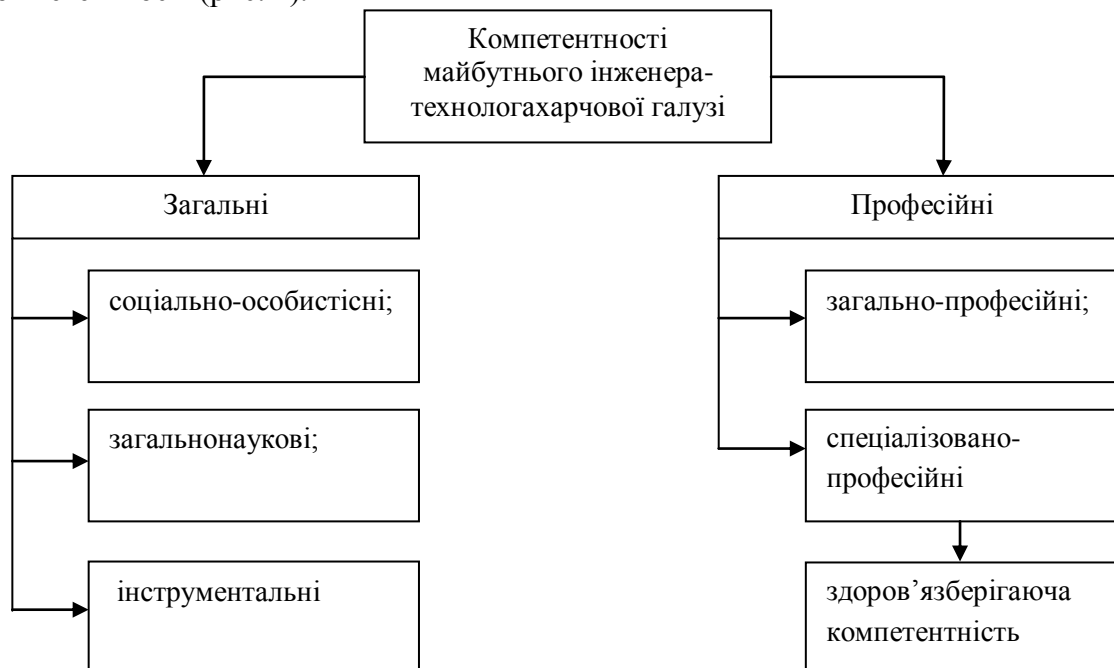 Компетентності
майбутнього інженера-
технологахарчової галузі
Загальні
Професійні
соціально-особистісні;
загально-професійні;
загальнонаукові;
спеціалізовано-
професійні
інструментальні
здоров’язберігаюча
компетентність